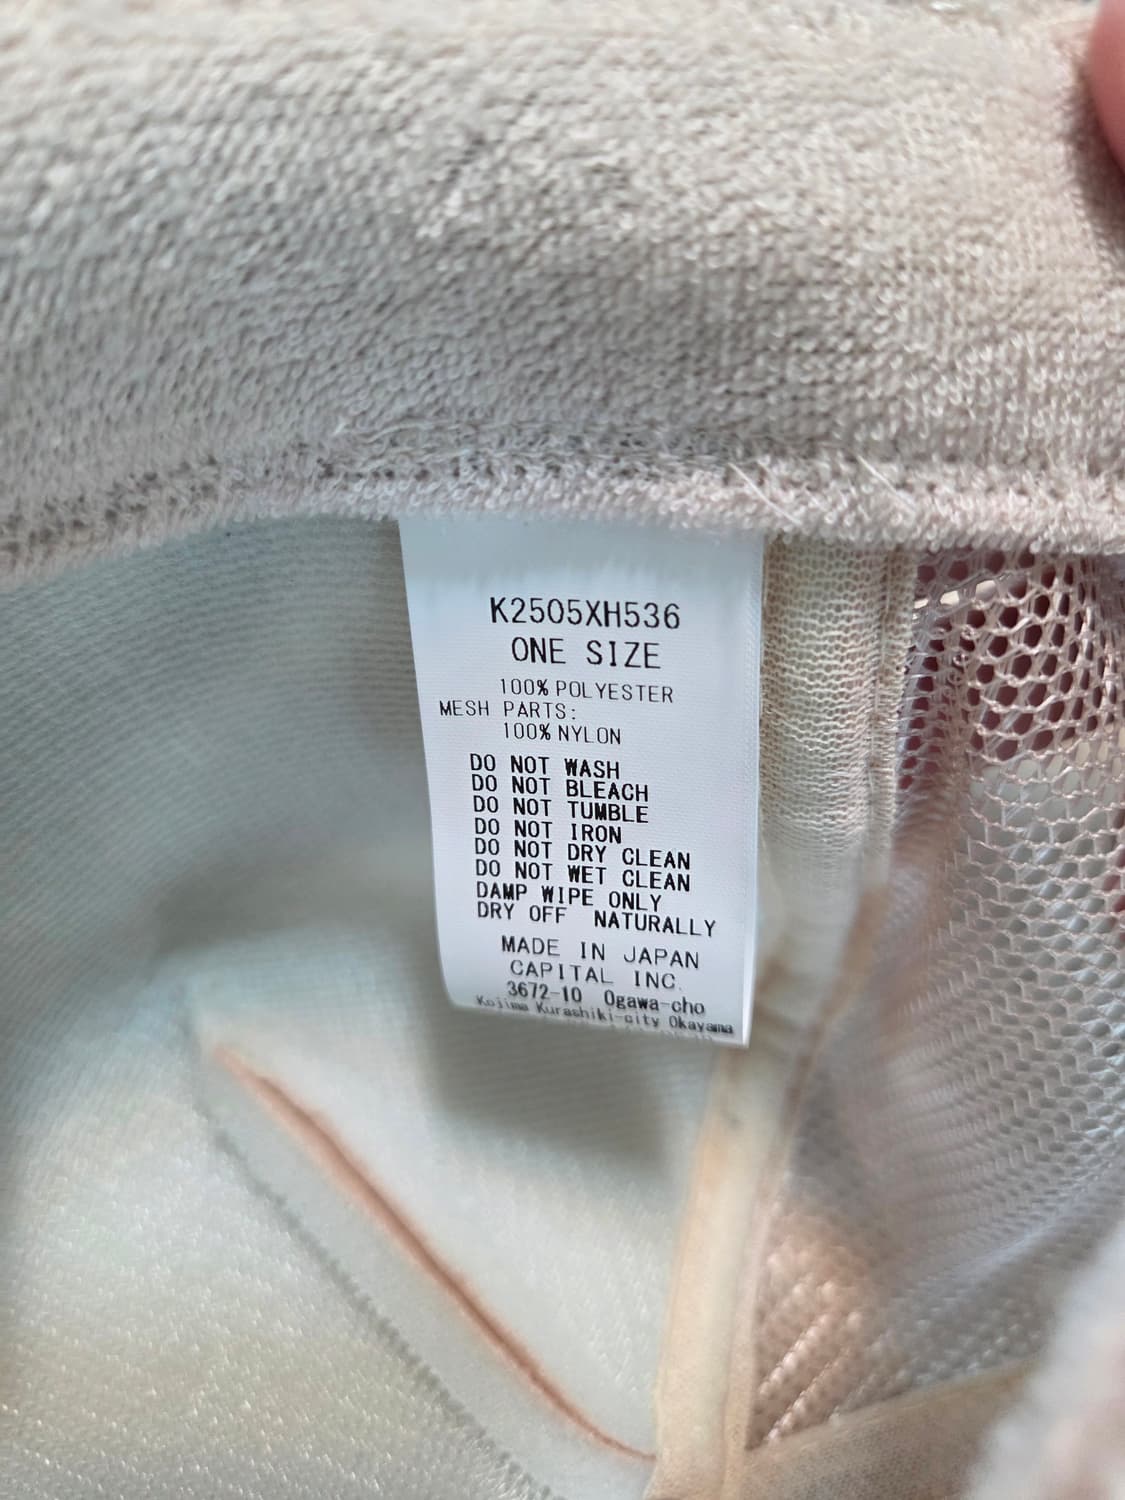 K2505XH536
ONE SIZE
100% POLYESTER
MESH PARTS:
100% NYLON
DO NOT WASH
DO NOT BLEACH
DO NOT TUMBLE
DO NOT IRON
DO NOT DRY CLEAN
DO NOT WET CLEAN
DAMP WIPE ONLY
DRY OFF NATURALLY
MADE IN JAPAN
CAPITAL INC.
3672-10 Ogawa-cho
Kojima Kurashiki-city Okayama